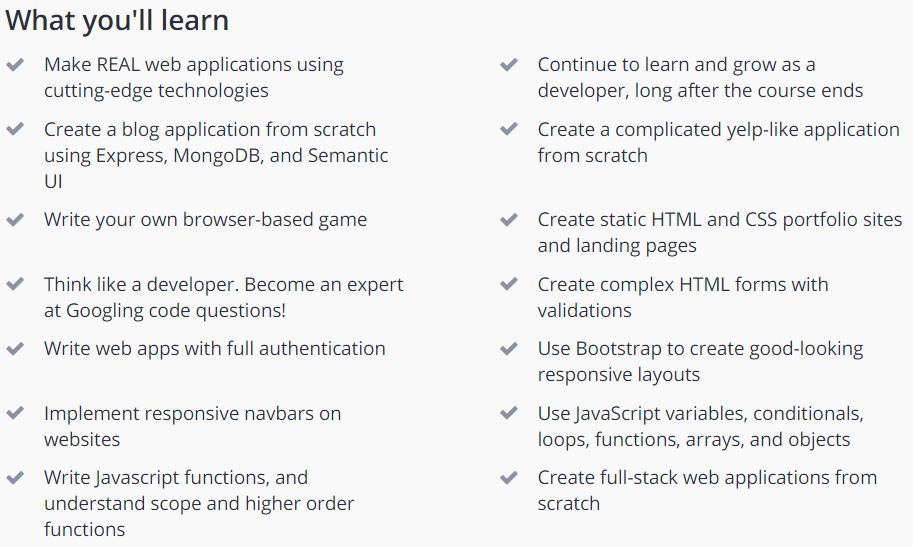 What you'll learn
Make REAL web applications using
cutting-edge technologies
Continue to learn and grow as a
developer, long after the course ends
Create a blog application from scratch
using Express, MongoDB, and Semantic
UI
Create a complicated yelp-like application
from scratch
Write your own browser-based game
Create static HTML and CSS portfolio sites
and landing pages
Think like a developer. Become an expert
at Googling code questions!
Create complex HTML forms with
validations
Write web apps with full authentication
Use Bootstrap to create good-looking
responsive layouts
Implement responsive navbars on
websites
Use JavaScript variables, conditionals,
loops, functions, arrays, and objects
Write Javascript functions, and
understand scope and higher order
functions
Create full-stack web applications from
scratch